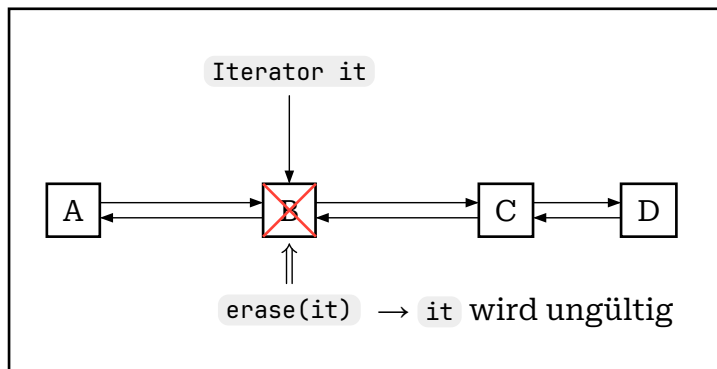 Iterator it
A B C D
erase(it) → it wird ungültig